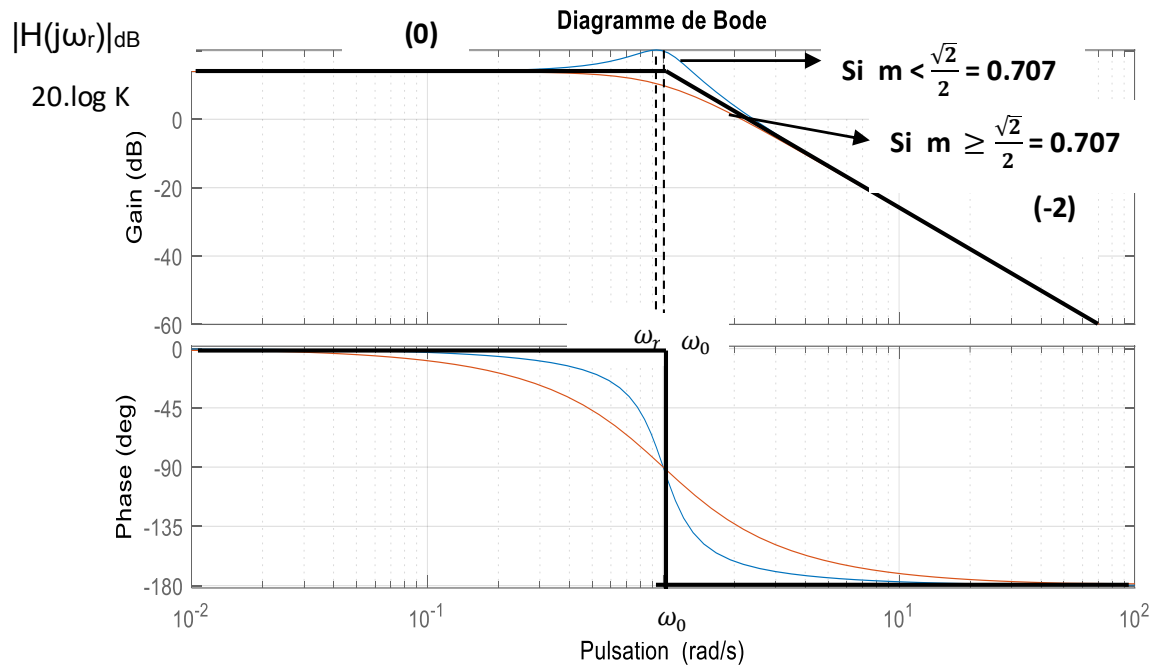 Diagramme de Bode
|H(jωᵣ)|dB
(0)
20.log K
Si m < √2/2 = 0.707
Si m ≥ √2/2 = 0.707
(-2)
Gain (dB)
0
-20
-40
-60
ωᵣ ω₀
Phase (deg)
0
-45
-90
-135
-180
10⁻² 10⁻¹ ω₀ 10¹ 10²
Pulsation (rad/s)